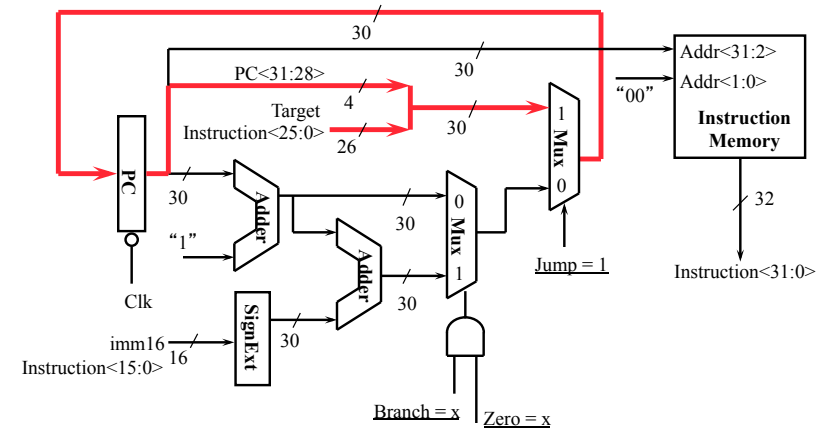 30
30
Addr<31:2>
PC<31:28>
4
"00"
Addr<1:0>
Target
Instruction<25:0>
26
30
1
Mux
0
Instruction
Memory
PC
30
Adder
30
0
Mux
1
32
"1"
Adder
Jump = 1
Instruction<31:0>
Clk
30
SignExt
30
imm16
16
Instruction<15:0>
Branch = x
Zero = x